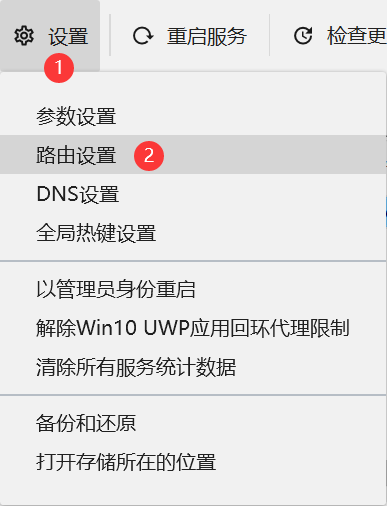 设置 重启服务 检查更
1
参数设置
路由设置 2
DNS设置
全局热键设置
以管理员身份重启
解除Win10 UWP应用回环代理限制
清除所有服务统计数据
备份和还原
打开存储所在的位置